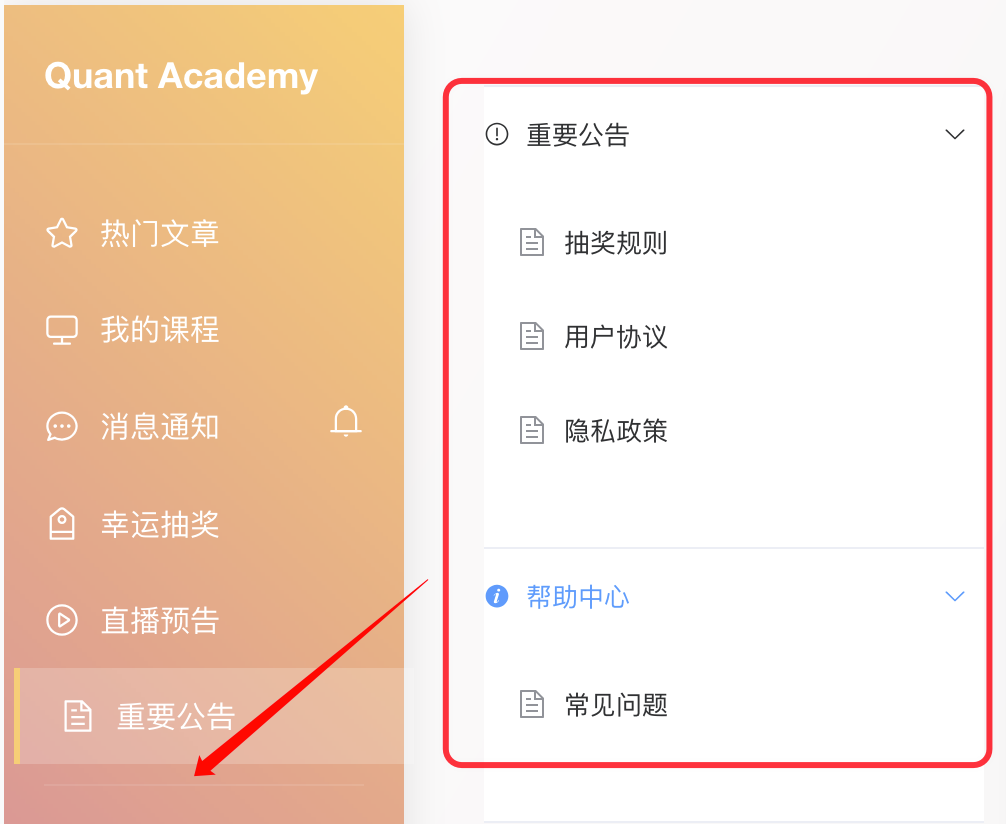 Quant Academy
热门文章
我的课程
消息通知
幸运抽奖
直播预告
重要公告
重要公告
抽奖规则
用户协议
隐私政策
帮助中心
常见问题